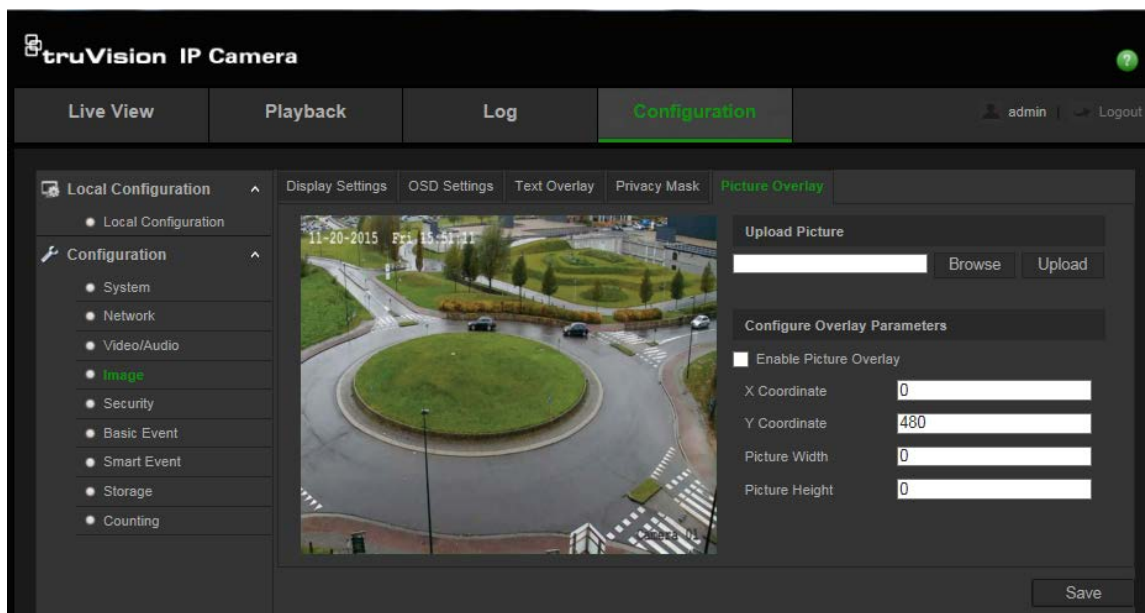 truVision IP Camera
?
Live View
Playback
Log
Configuration
admin | Logout
Local Configuration
Local Configuration
Configuration
System
Network
Video/Audio
Image
Security
Basic Event
Smart Event
Storage
Counting
Display Settings
OSD Settings
Text Overlay
Privacy Mask
Picture Overlay
11-20-2015 Fri 15:51:11
Camera 01
Upload Picture
Browse
Upload
Configure Overlay Parameters
Enable Picture Overlay
X Coordinate 0
Y Coordinate 480
Picture Width 0
Picture Height 0
Save